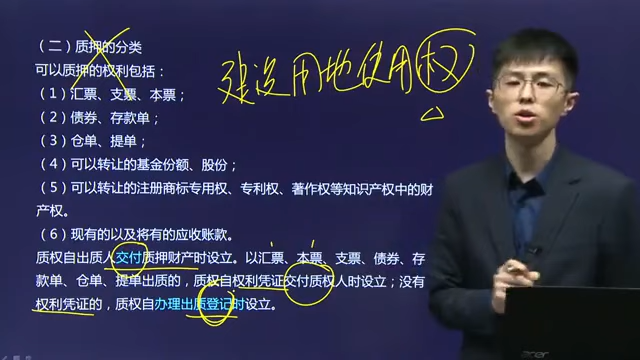 （二）质押的分类
建设用地使用权
可以质押的权利包括：
（1）汇票、支票、本票；
（2）债券、存款单；
（3）仓单、提单；
（4）可以转让的基金份额、股份；
（5）可以转让的注册商标专用权、专利权、著作权等知识产权中的财
产权。
（6）现有的以及将有的应收账款。
质权自出质人交付质押财产时设立。以汇票、本票、支票、债券、存
款单、仓单、提单出质的，质权自权利凭证交付质权人时设立；没有
权利凭证的，质权自办理出质登记时设立。